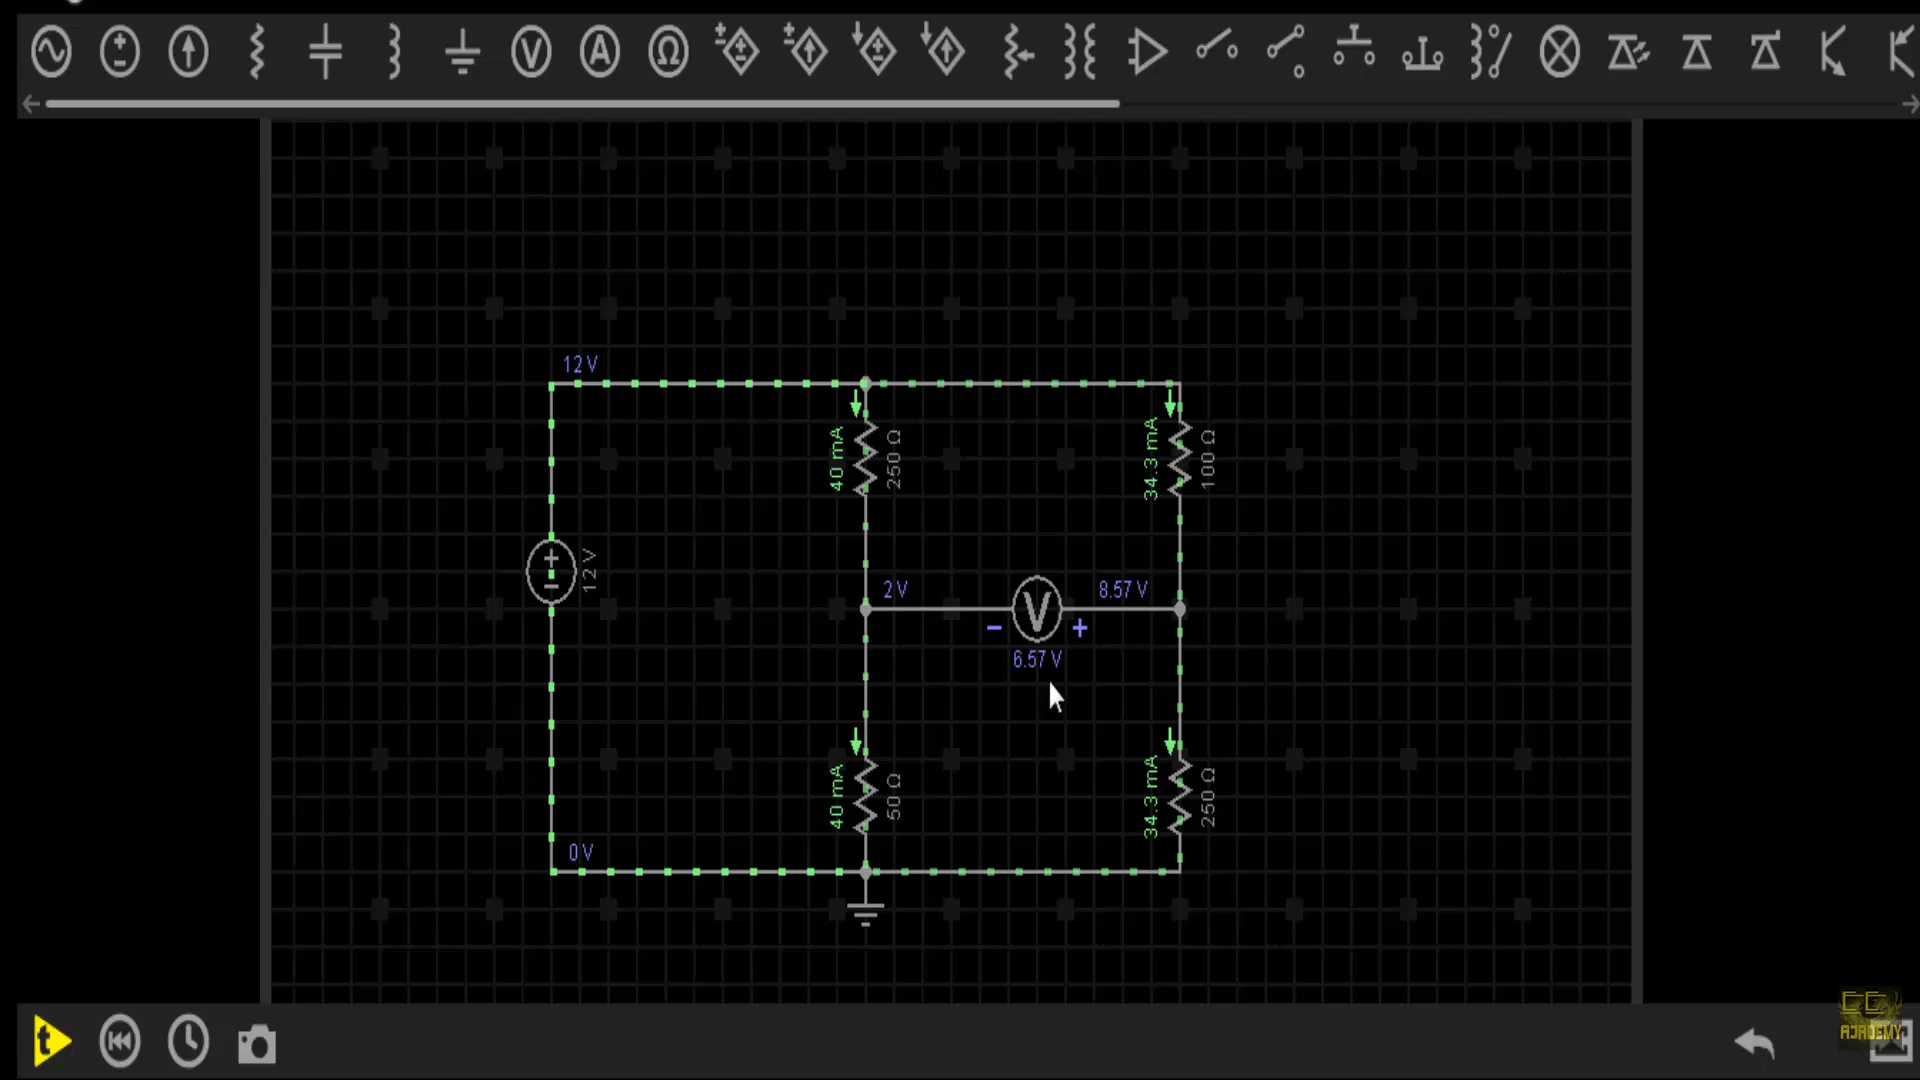 V A Ω
12 V
40 mA 250 Ω 34.3 mA 100 Ω
12 V
2 V 8.57 V
V
− +
6.57 V
40 mA 50 Ω 34.3 mA 250 Ω
0 V
t
ACADEMY